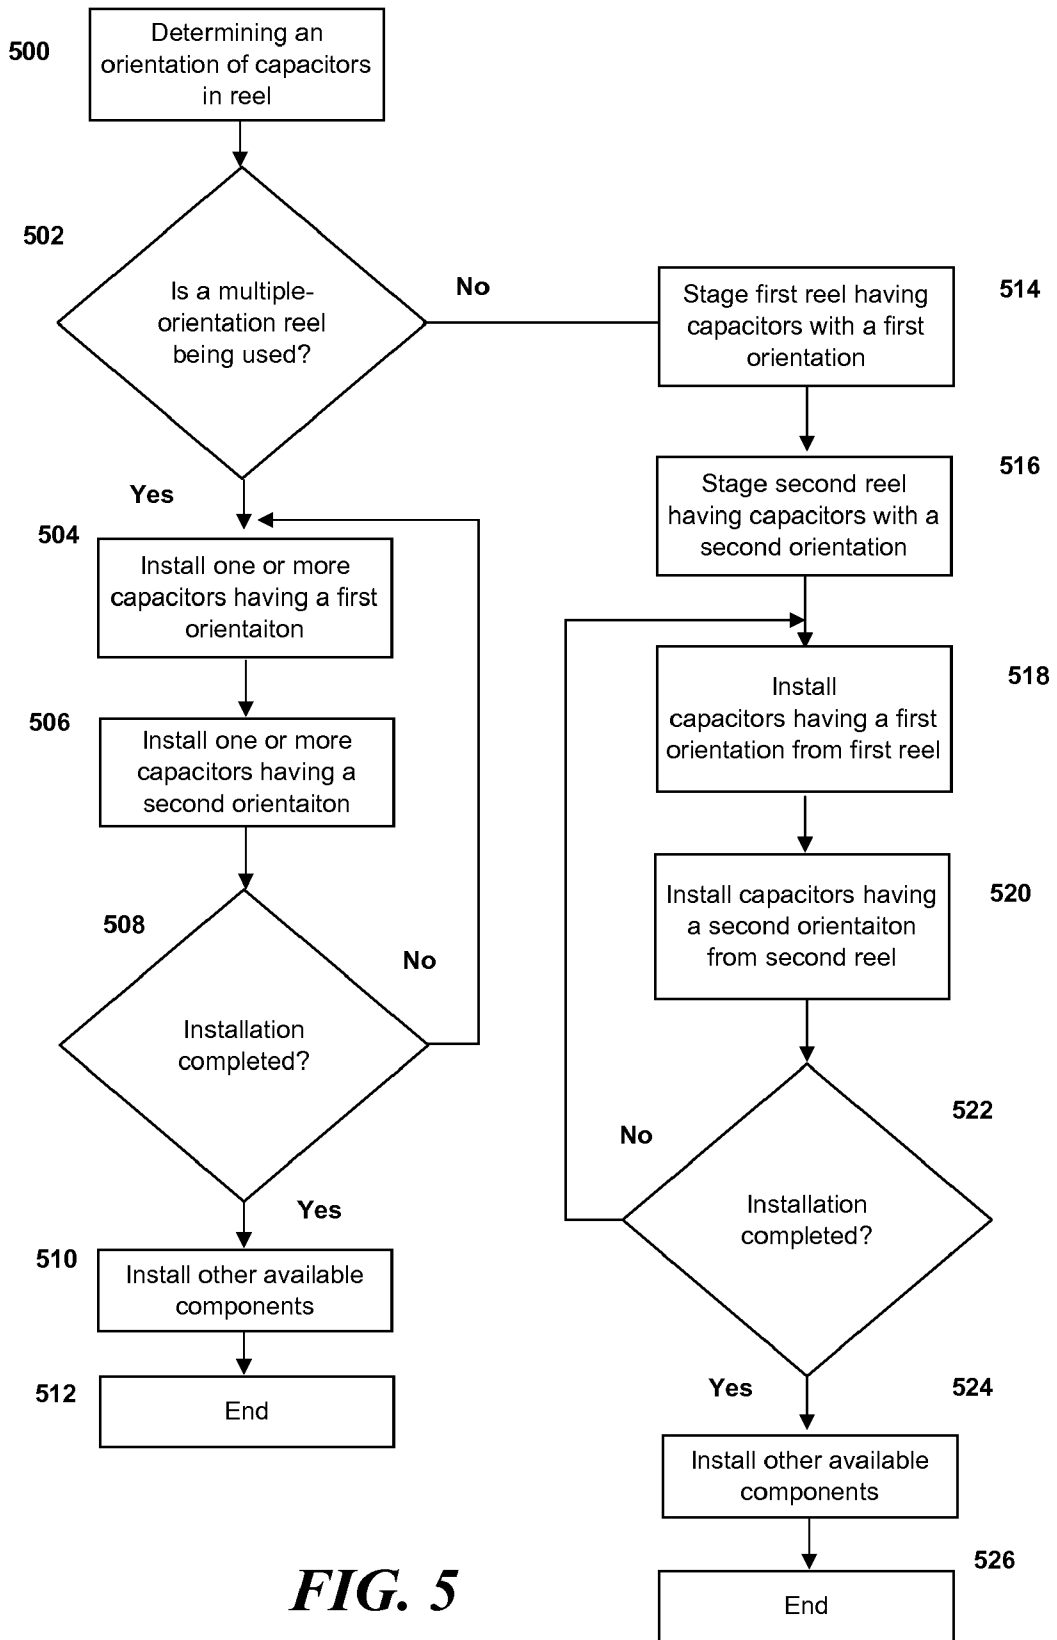 500
Determining an
orientation of capacitors
in reel
502
Is a multiple-
orientation reel
being used?
No
Yes
504
Install one or more
capacitors having a first
orientaiton
506
Install one or more
capacitors having a
second orientaiton
508
Installation
completed?
No
Yes
510
Install other available
components
512
End
514
Stage first reel having
capacitors with a first
orientation
516
Stage second reel
having capacitors with a
second orientation
518
Install
capacitors having a first
orientation from first reel
520
Install capacitors having
a second orientaiton
from second reel
522
Installation
completed?
No
Yes
524
Install other available
components
526
End
FIG. 5